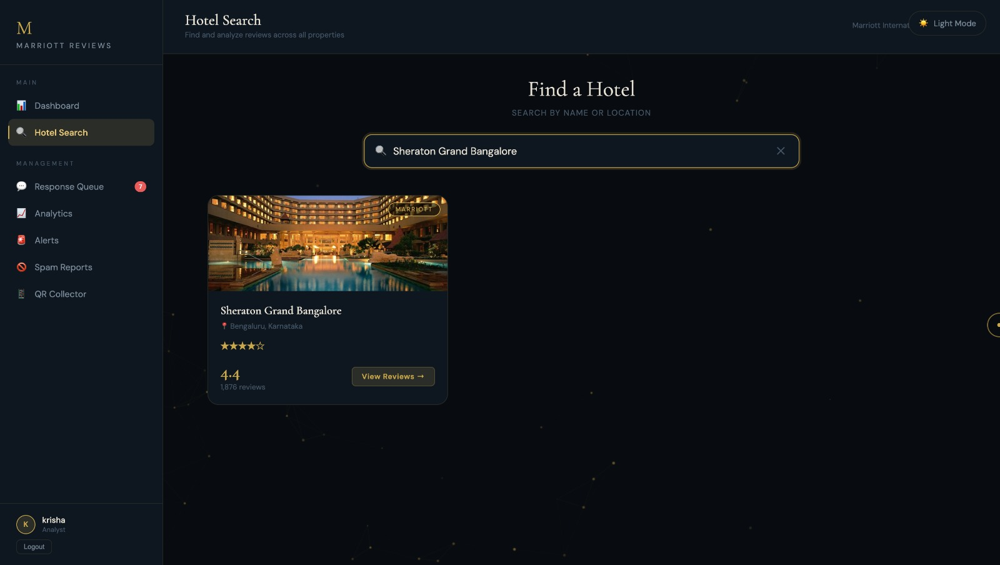 M
MARRIOTT REVIEWS
MAIN
Dashboard
Hotel Search
MANAGEMENT
Response Queue 7
Analytics
Alerts
Spam Reports
QR Collector
K
krisha
Analyst
Logout
Hotel Search
Find and analyze reviews across all properties
Marriott Internat
Light Mode
Find a Hotel
SEARCH BY NAME OR LOCATION
Sheraton Grand Bangalore
MARRIOTT
Sheraton Grand Bangalore
Bengaluru, Karnataka
★★★★☆
4.4
1,876 reviews
View Reviews →